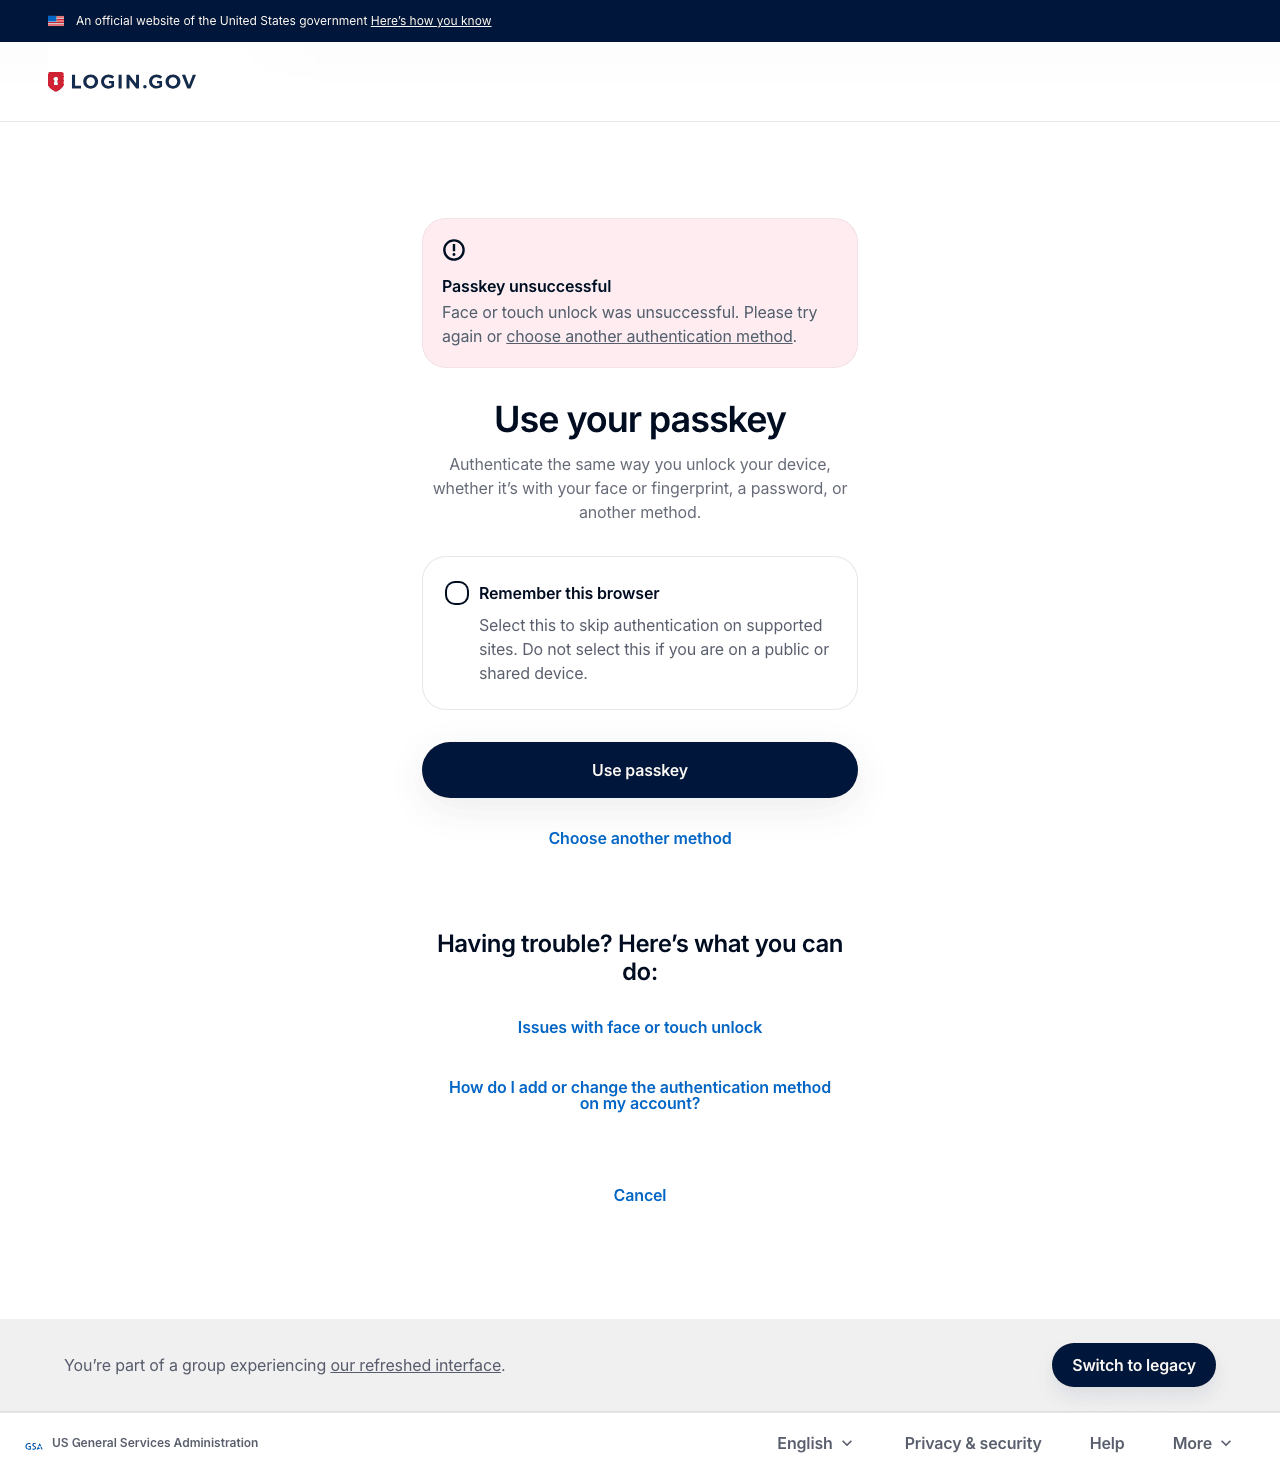 An official website of the United States government Here’s how you know
LOGIN.GOV
Passkey unsuccessful
Face or touch unlock was unsuccessful. Please try
again or choose another authentication method.
Use your passkey
Authenticate the same way you unlock your device,
whether it’s with your face or fingerprint, a password, or
another method.
Remember this browser
Select this to skip authentication on supported
sites. Do not select this if you are on a public or
shared device.
Use passkey
Choose another method
Having trouble? Here’s what you can
do:
Issues with face or touch unlock
How do I add or change the authentication method
on my account?
Cancel
You’re part of a group experiencing our refreshed interface.
Switch to legacy
GSA US General Services Administration
English
Privacy & security
Help
More